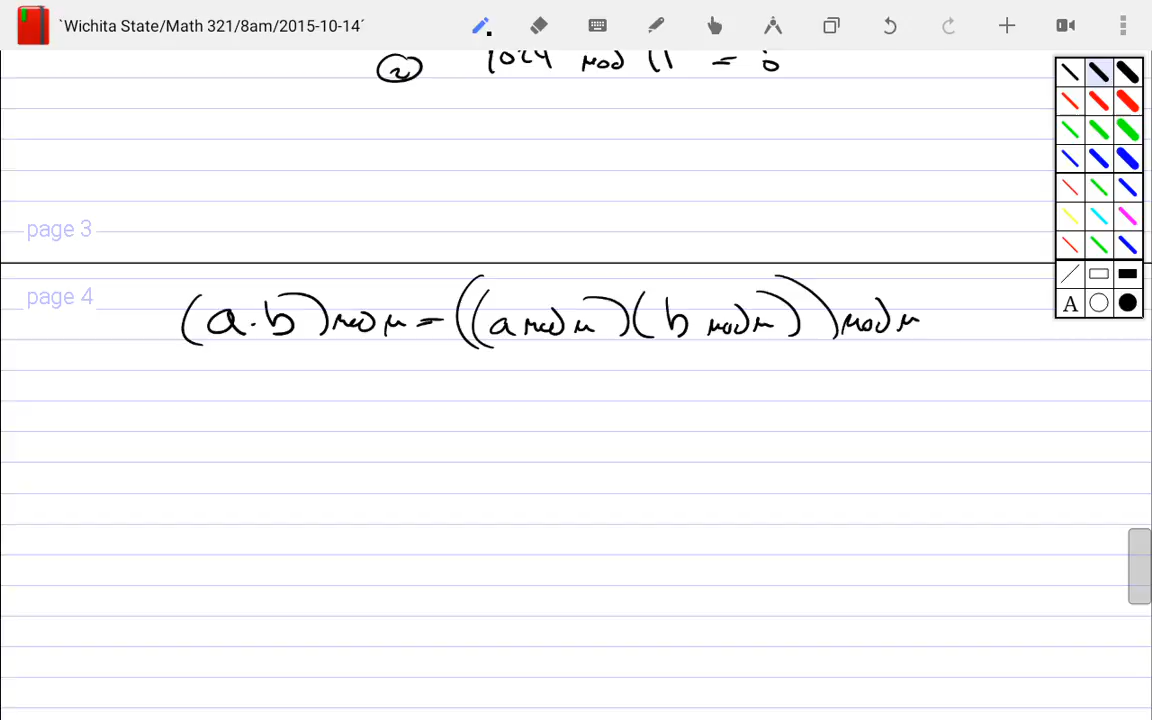 `Wichita State/Math 321/8am/2015-10-14´
② 1024 mod 11 =
page 3
page 4
(a·b) mod n = ((a mod n)(b mod n)) mod n
A